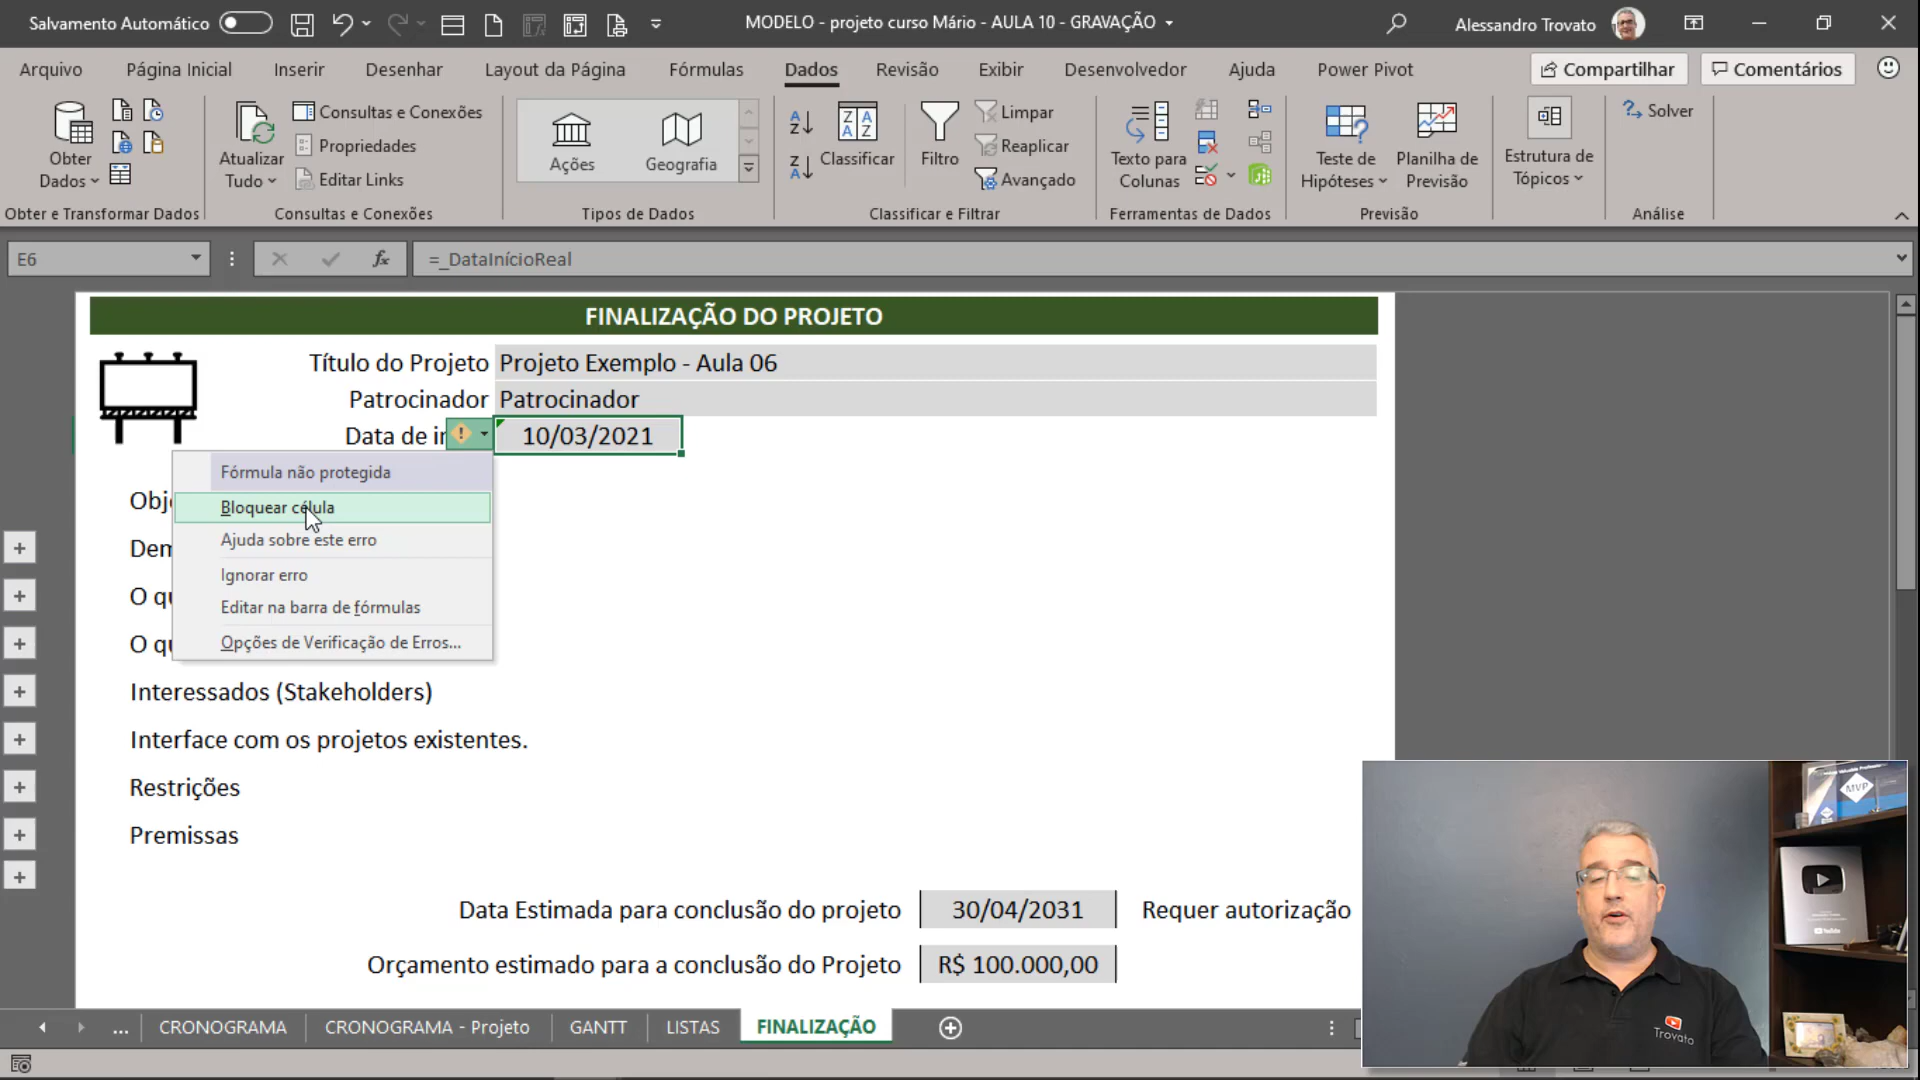 Salvamento Automático
MODELO - projeto curso Mário - AULA 10 - GRAVAÇÃO
Alessandro Trovato
Arquivo
Página Inicial
Inserir
Desenhar
Layout da Página
Fórmulas
Dados
Revisão
Exibir
Desenvolvedor
Ajuda
Power Pivot
Compartilhar
Comentários
Obter
Dados
Obter e Transformar Dados
Atualizar
Tudo
Consultas e Conexões
Propriedades
Editar Links
Consultas e Conexões
Ações
Geografia
Tipos de Dados
Classificar
Filtro
Limpar
Reaplicar
Avançado
Classificar e Filtrar
Texto para
Colunas
Ferramentas de Dados
Teste de
Hipóteses
Planilha de
Previsão
Previsão
Estrutura de
Tópicos
Solver
Análise
E6
fx
=_DataInícioReal
FINALIZAÇÃO DO PROJETO
Título do Projeto
Projeto Exemplo - Aula 06
Patrocinador
Patrocinador
Data de in
10/03/2021
Fórmula não protegida
Bloquear célula
Ajuda sobre este erro
Ignorar erro
Editar na barra de fórmulas
Opções de Verificação de Erros...
Obj
Dem
O qu
O qu
Interessados (Stakeholders)
Interface com os projetos existentes.
Restrições
Premissas
Data Estimada para conclusão do projeto
30/04/2031
Requer autorização
Orçamento estimado para a conclusão do Projeto
R$ 100.000,00
MVP
Trovato
...
CRONOGRAMA
CRONOGRAMA - Projeto
GANTT
LISTAS
FINALIZAÇÃO